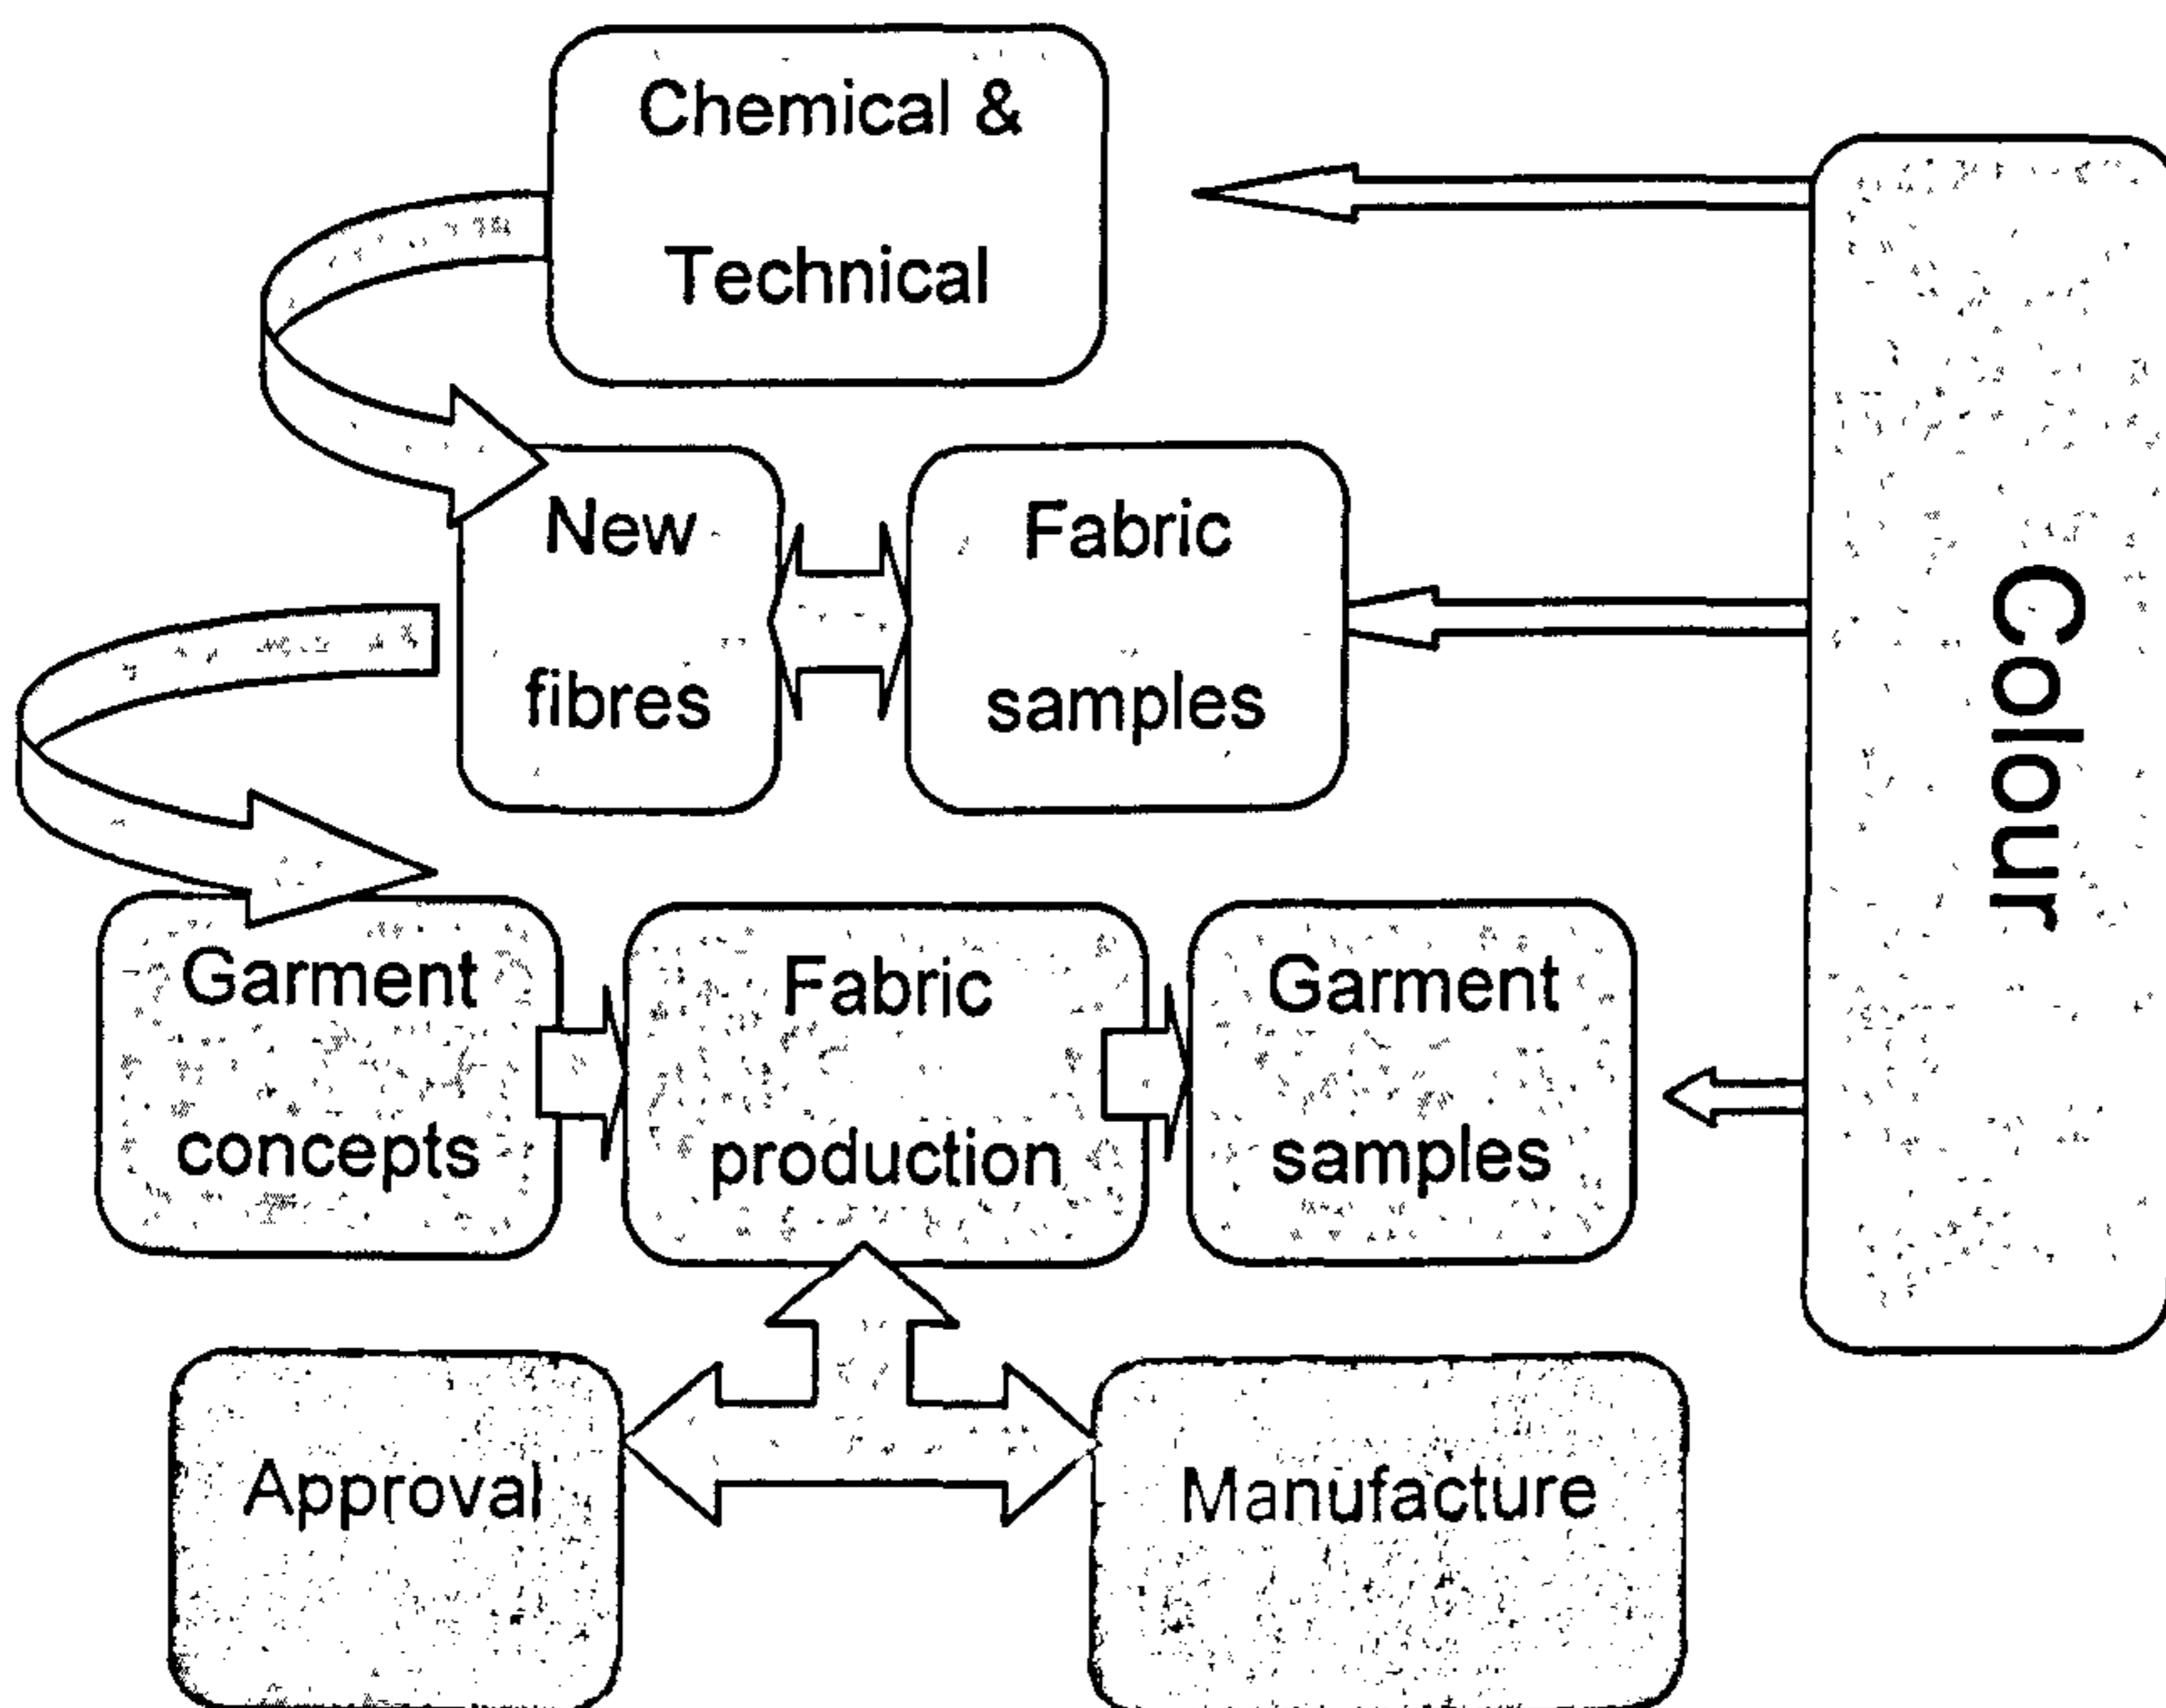 Chemical &
Technical
New
fibres
Fabric
samples
Colour
Garment
concepts
Fabric
production
Garment
samples
Approval
Manufacture